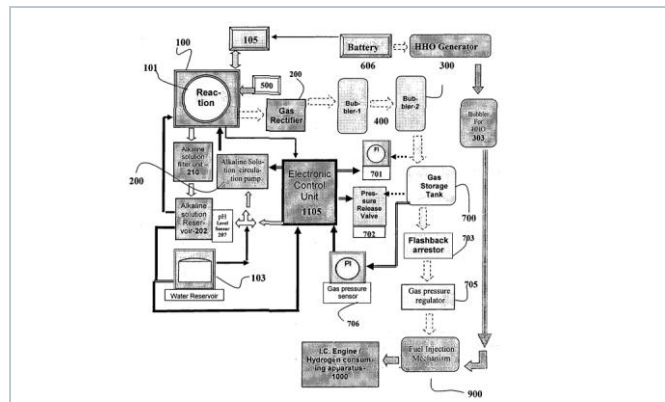 100
105
Battery
606
HHO Generator
300
101
Reac-
tion
500
200
Gas
Rectifier
Bub-
bler-1
400
Bub-
bler-2
Bubbler For
HHO
303
Alkaline
solution
filter unit -
210
Alkaline Solu-
tion circula-
tion pump
200
Electronic
Control
Unit
1105
PI
701
Gas
Storage
Tank
700
Pres-
sure
Release
Valve
702
Alkaline
solution
Reser-
voir-202
pH
Level
Sensor
207
703
Flashback
arrestor
PI
Gas pressure
sensor
706
103
Water Reservoir
705
Gas pressure
regulator
I.C. Engine /
Hydrogen consum-
ing apparatus-
1000
Fuel Injection
Mechanism
900